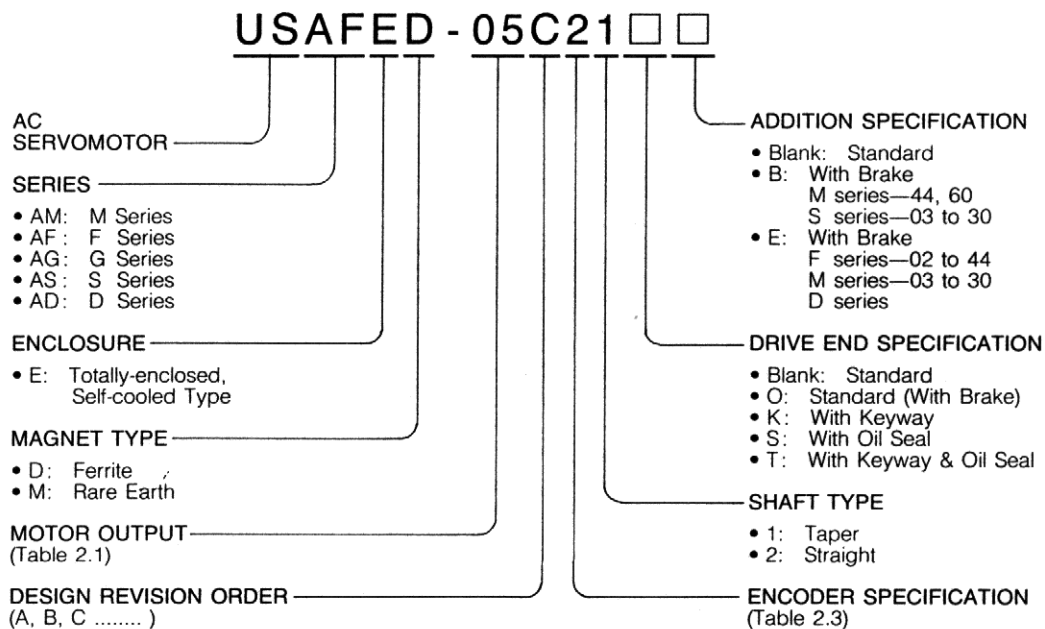 USAFED-05C21□□
AC
SERVOMOTOR
SERIES
• AM: M Series
• AF: F Series
• AG: G Series
• AS: S Series
• AD: D Series
ENCLOSURE
• E: Totally-enclosed,
Self-cooled Type
MAGNET TYPE
• D: Ferrite
• M: Rare Earth
MOTOR OUTPUT
(Table 2.1)
DESIGN REVISION ORDER
(A, B, C ........ )
ADDITION SPECIFICATION
• Blank: Standard
• B: With Brake
M series—44, 60
S series—03 to 30
• E: With Brake
F series—02 to 44
M series—03 to 30
D series
DRIVE END SPECIFICATION
• Blank: Standard
• O: Standard (With Brake)
• K: With Keyway
• S: With Oil Seal
• T: With Keyway & Oil Seal
SHAFT TYPE
• 1: Taper
• 2: Straight
ENCODER SPECIFICATION
(Table 2.3)